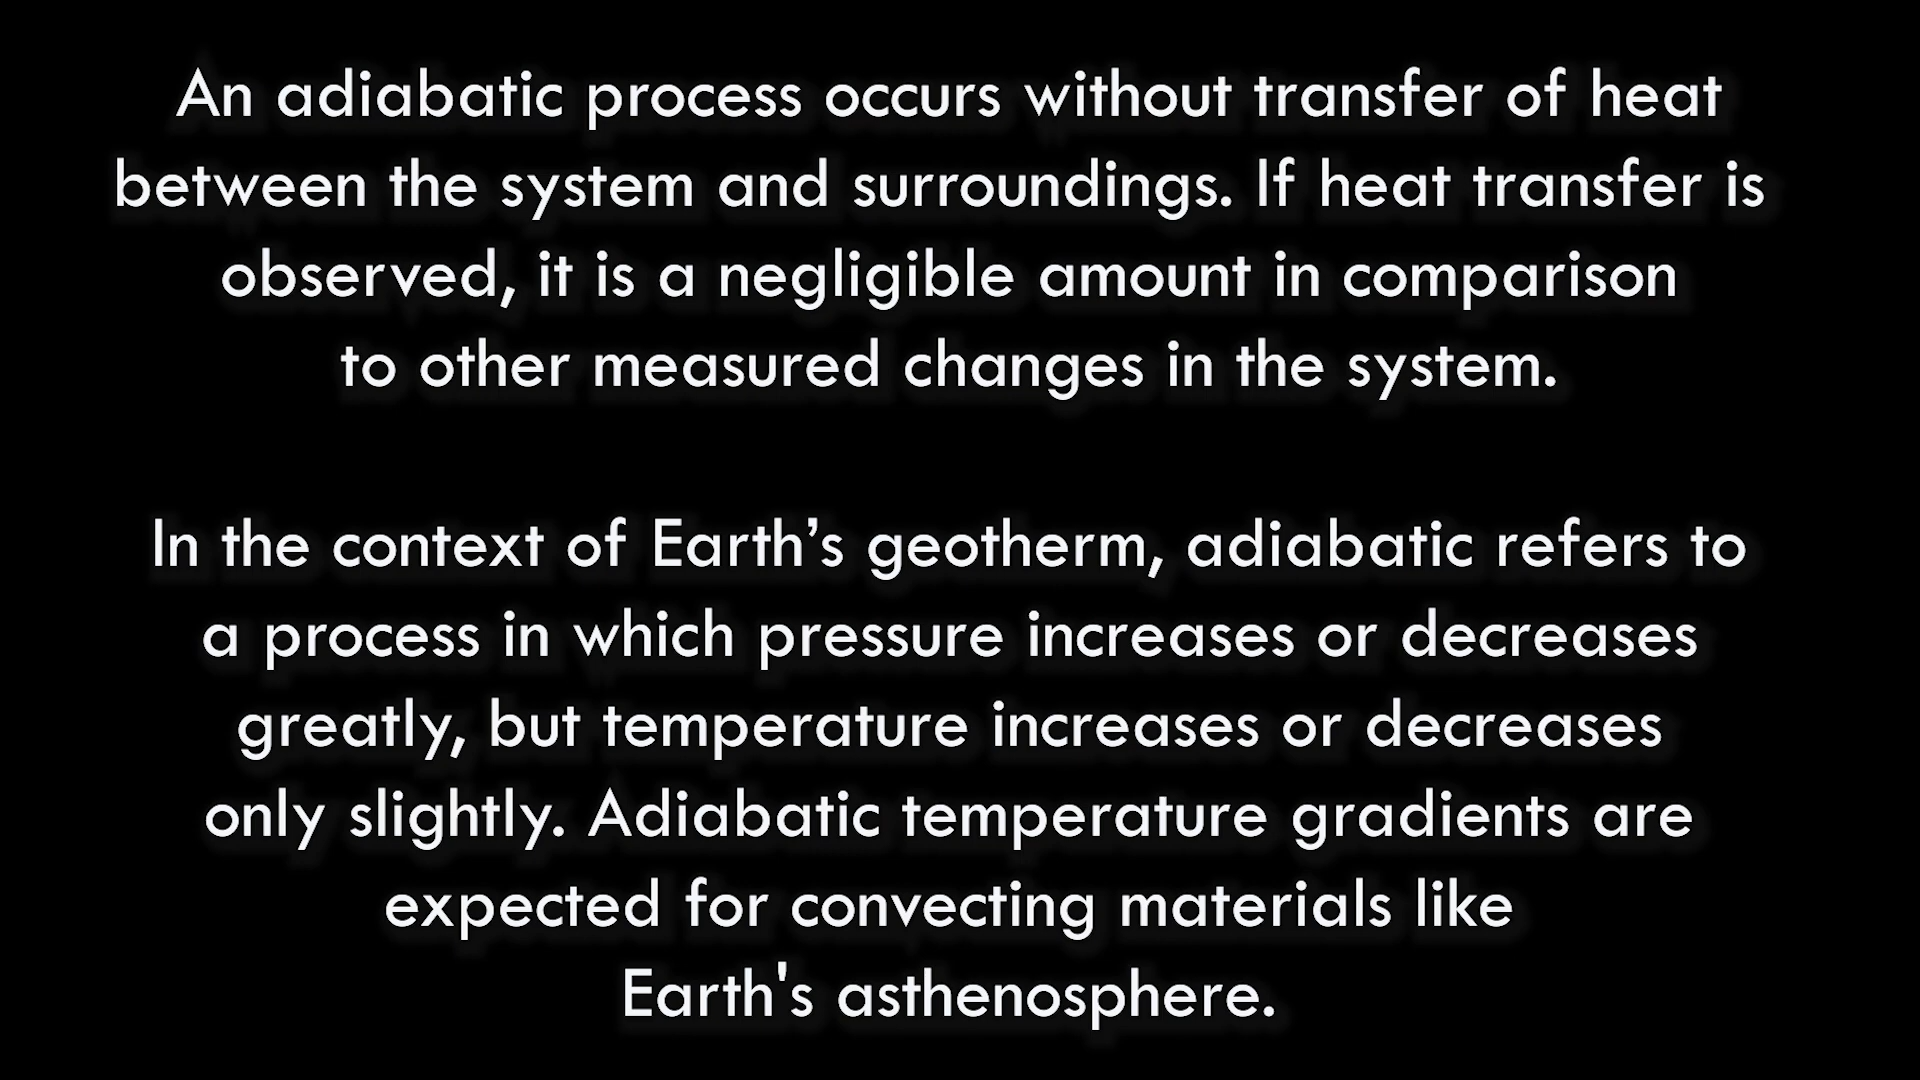 An adiabatic process occurs without transfer of heat
between the system and surroundings. If heat transfer is
observed, it is a negligible amount in comparison
to other measured changes in the system.
In the context of Earth’s geotherm, adiabatic refers to
a process in which pressure increases or decreases
greatly, but temperature increases or decreases
only slightly. Adiabatic temperature gradients are
expected for convecting materials like
Earth's asthenosphere.